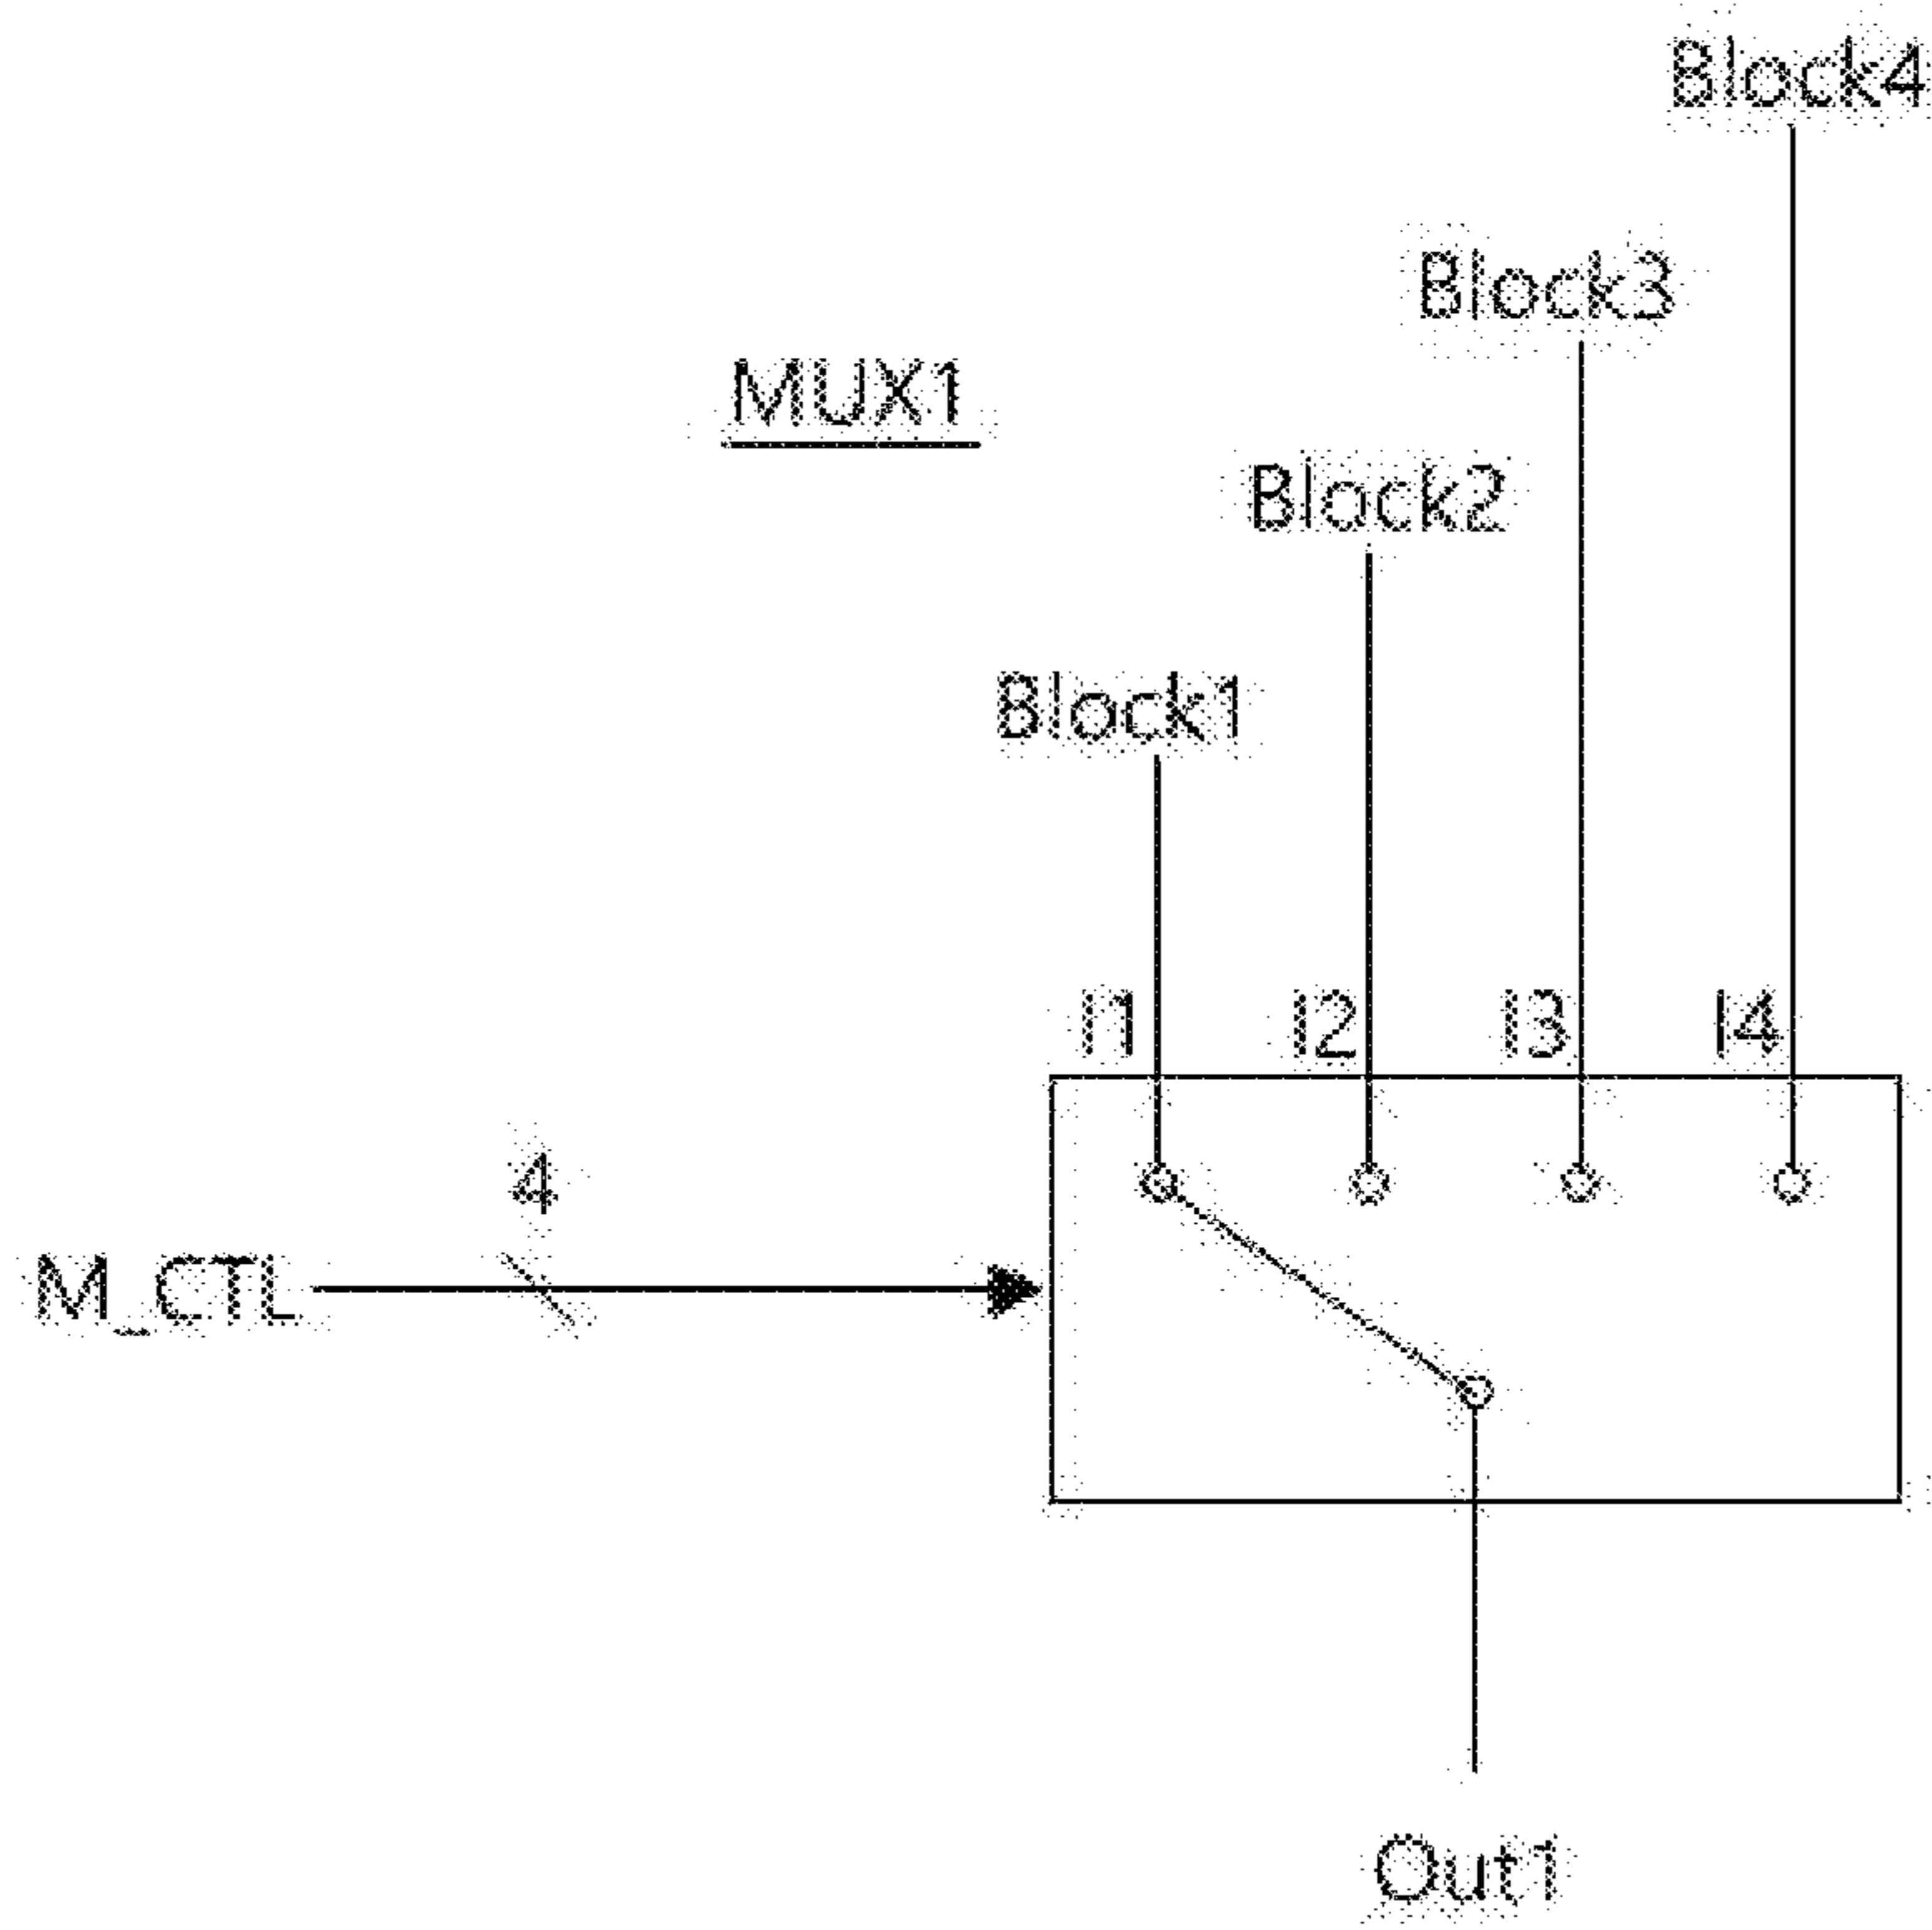 Block4
Block3
MUX1
Block2
Block1
I1 I2 I3 I4
4
M_CTL
Out1